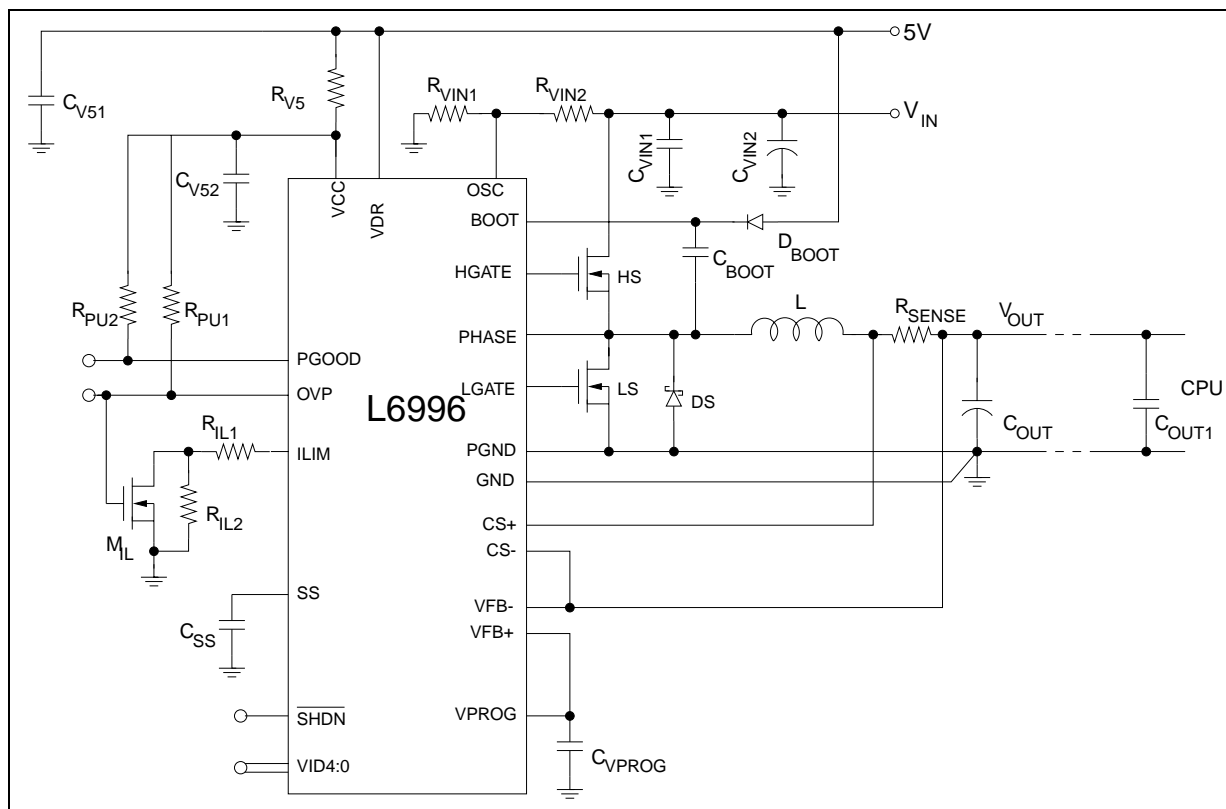 5V
CV51
RV5
RVIN1
RVIN2
VIN
CVIN1
CVIN2
CV52
VCC
VDR
OSC
BOOT
DBOOT
CBOOT
HGATE
HS
RPU2
RPU1
PHASE
L
RSENSE
VOUT
PGOOD
OVP
LGATE
LS
DS
CPU
L6996
COUT
COUT1
RIL1
ILIM
PGND
GND
RIL2
MIL
CS+
CS-
SS
VFB-
CSS
VFB+
SHDN
VPROG
VID4:0
CVPROG